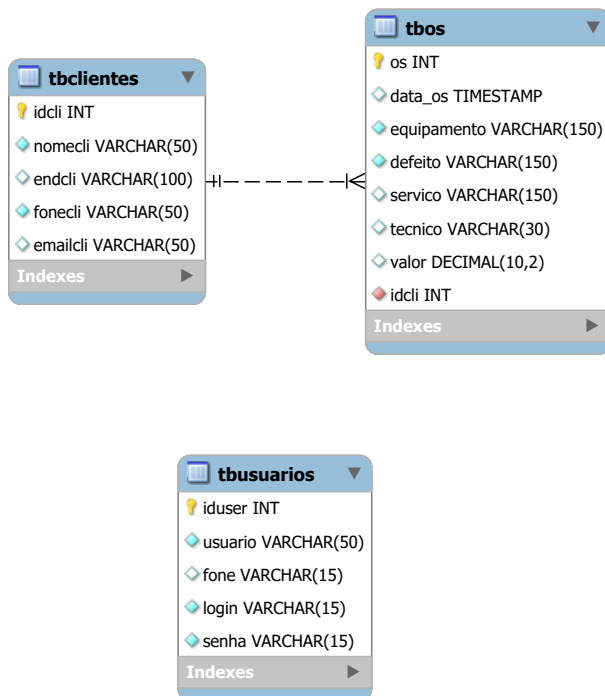 tbclientes
idcli INT
nomecli VARCHAR(50)
endcli VARCHAR(100)
fonecli VARCHAR(50)
emailcli VARCHAR(50)
Indexes
tbos
os INT
data_os TIMESTAMP
equipamento VARCHAR(150)
defeito VARCHAR(150)
servico VARCHAR(150)
tecnico VARCHAR(30)
valor DECIMAL(10,2)
idcli INT
Indexes
tbusuarios
iduser INT
usuario VARCHAR(50)
fone VARCHAR(15)
login VARCHAR(15)
senha VARCHAR(15)
Indexes